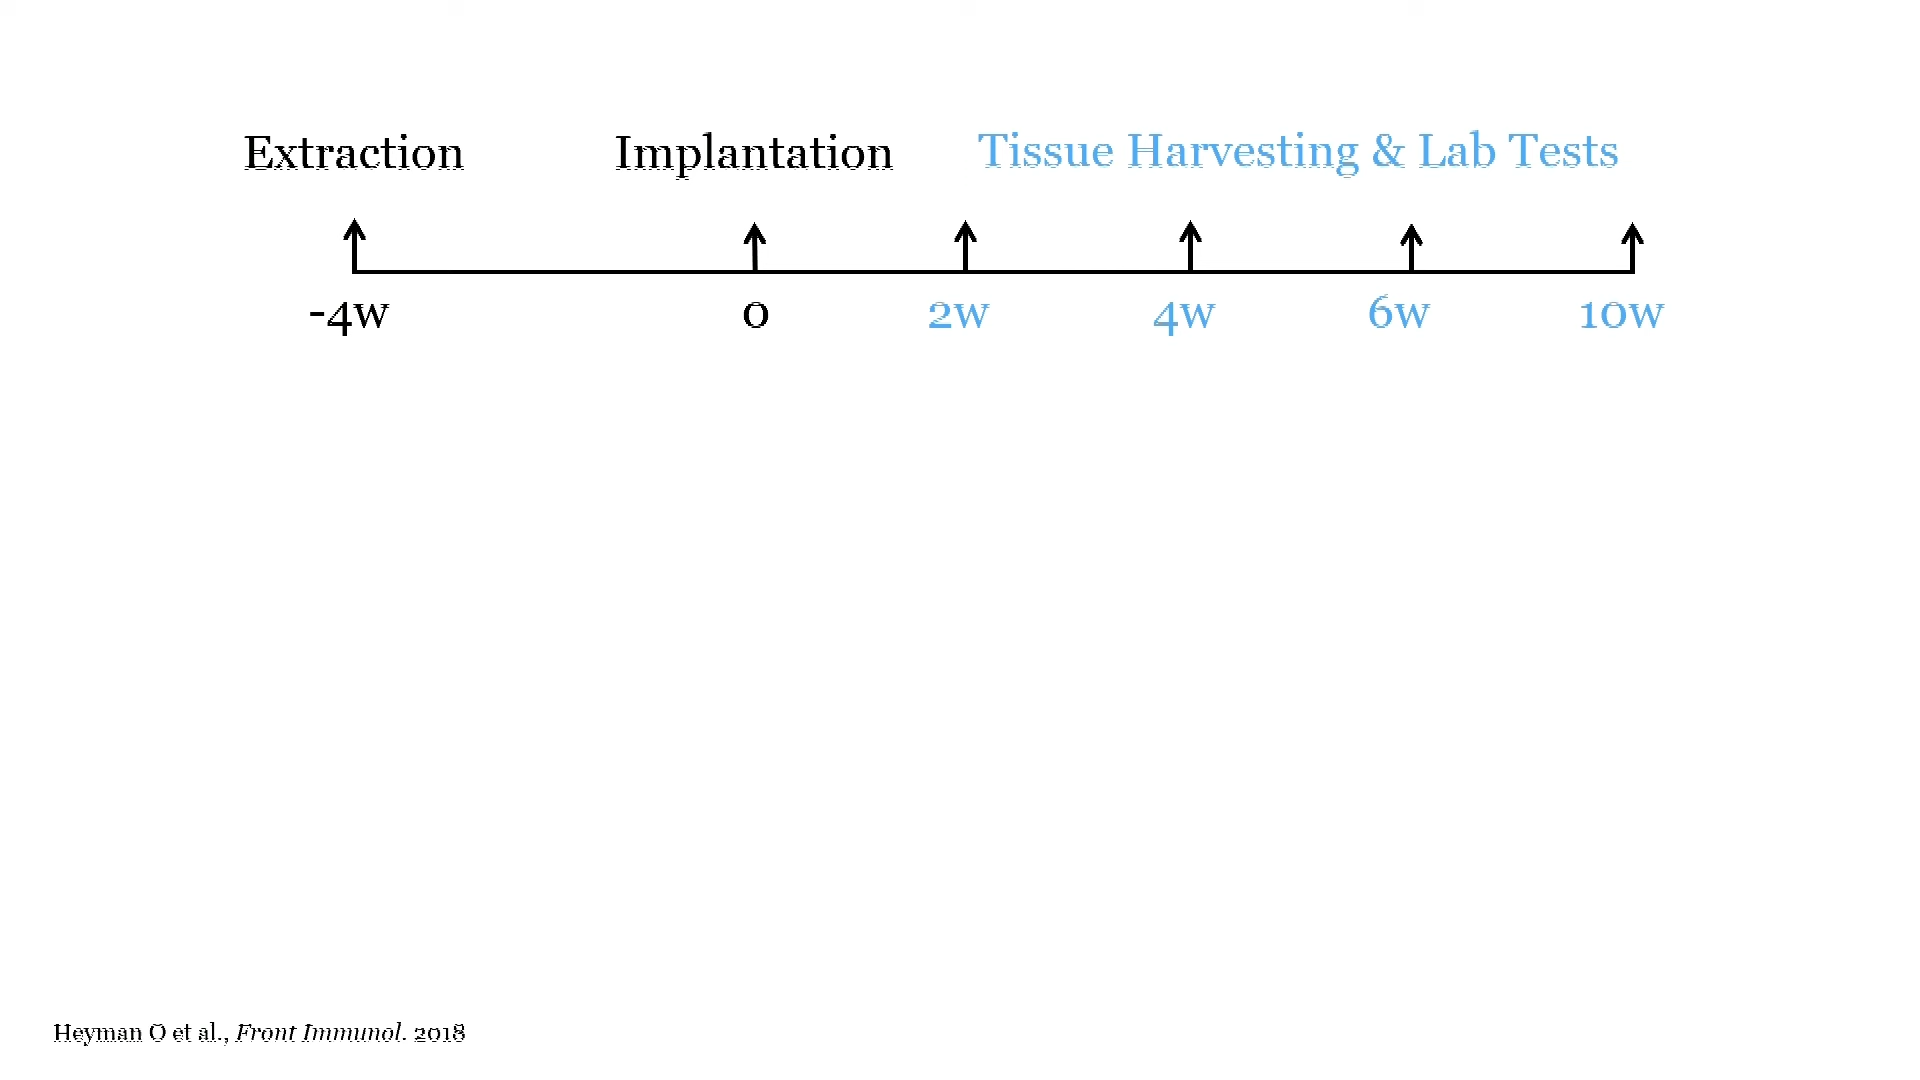 Extraction Implantation Tissue Harvesting & Lab Tests
-4w 0 2w 4w 6w 10w
Heyman O et al., Front Immunol. 2018